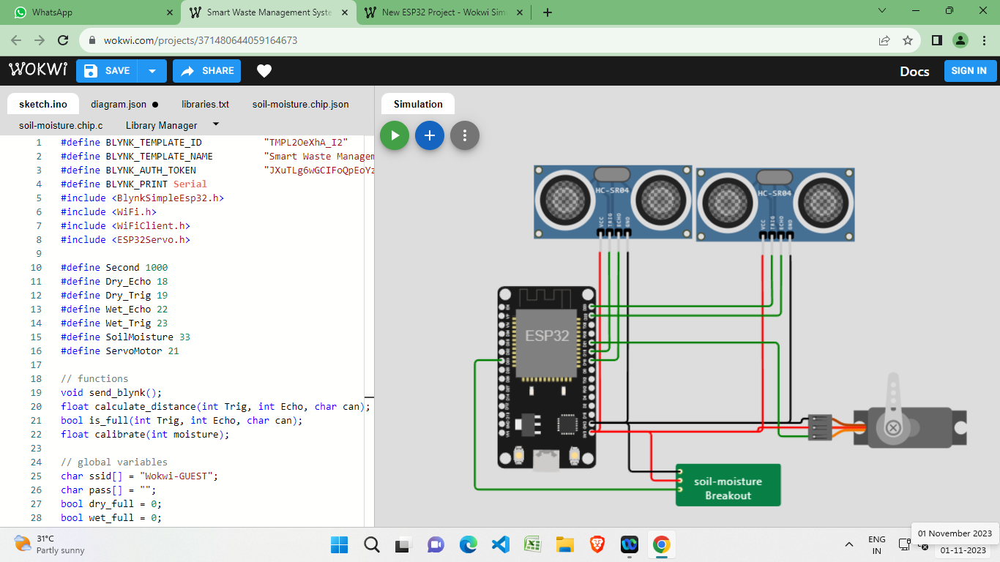 WhatsApp
Smart Waste Management Syste
New ESP32 Project - Wokwi Sim
wokwi.com/projects/371480644059164673
WOKWi
SAVE
SHARE
Docs
SIGN IN
sketch.ino
diagram.json
libraries.txt
soil-moisture.chip.json
soil-moisture.chip.c
Library Manager
Simulation
1 #define BLYNK_TEMPLATE_ID "TMPL2OeXhA_I2"
2 #define BLYNK_TEMPLATE_NAME "Smart Waste Managem
3 #define BLYNK_AUTH_TOKEN "JXuTLg6wGCIFoQpEoYz
4 #define BLYNK_PRINT Serial
5 #include <BlynkSimpleEsp32.h>
6 #include <WiFi.h>
7 #include <WiFiClient.h>
8 #include <ESP32Servo.h>
9
10 #define Second 1000
11 #define Dry_Echo 18
12 #define Dry_Trig 19
13 #define Wet_Echo 22
14 #define Wet_Trig 23
15 #define SoilMoisture 33
16 #define ServoMotor 21
17
18 // functions
19 void send_blynk();
20 float calculate_distance(int Trig, int Echo, char can);
21 bool is_full(int Trig, int Echo, char can);
22 float calibrate(int moisture);
23
24 // global variables
25 char ssid[] = "Wokwi-GUEST";
26 char pass[] = "";
27 bool dry_full = 0;
28 bool wet_full = 0;
HC-SR04
VCC
TRIG
ECHO
GND
HC-SR04
VCC
TRIG
ECHO
GND
ESP32
soil-moisture
Breakout
31°C
Partly sunny
ENG
IN
01 November 2023
01-11-2023